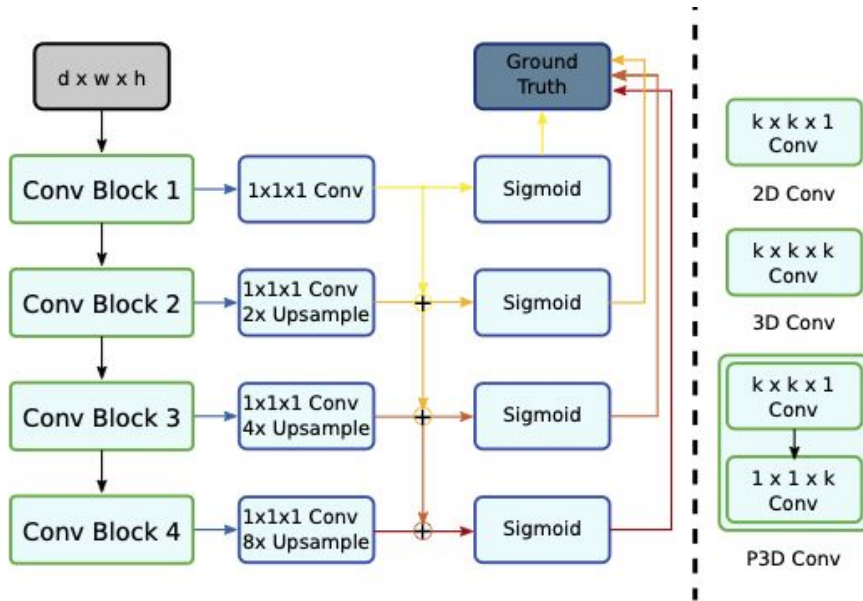 d x w x h
Ground
Truth
Conv Block 1
1x1x1 Conv
Sigmoid
Conv Block 2
1x1x1 Conv
2x Upsample
+
Sigmoid
Conv Block 3
1x1x1 Conv
4x Upsample
+
Sigmoid
Conv Block 4
1x1x1 Conv
8x Upsample
+
Sigmoid
k x k x 1
Conv
2D Conv
k x k x k
Conv
3D Conv
k x k x 1
Conv
1 x 1 x k
Conv
P3D Conv